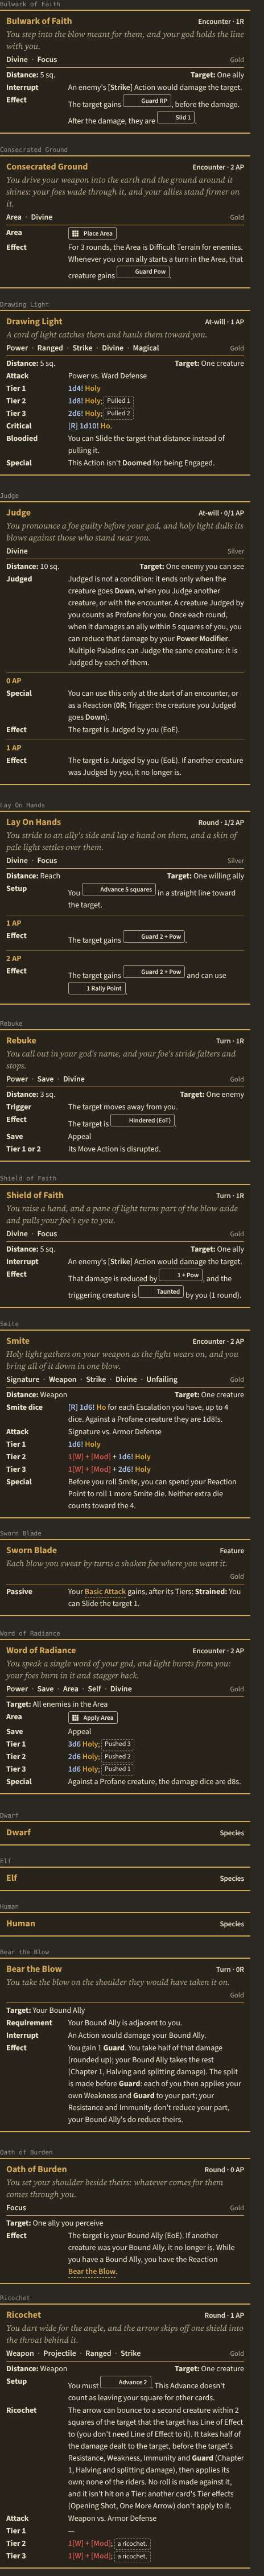 Bulwark of Faith
Bulwark of Faith Encounter · 1R
You step into the blow meant for them, and your god holds the line
with you.
Divine · Focus Gold
Distance: 5 sq. Target: One ally
Interrupt An enemy's [Strike] Action would damage the target.
Effect The target gains Guard RP, before the damage.
After the damage, they are Slid 1.
Consecrated Ground
Consecrated Ground Encounter · 2 AP
You drive your weapon into the earth and the ground around it
shines: your foes wade through it, and your allies stand firmer on
it.
Area · Divine Gold
Area Place Area
Effect For 3 rounds, the Area is Difficult Terrain for enemies.
Whenever you or an ally starts a turn in the Area, that
creature gains Guard Pow.
Drawing Light
Drawing Light At-will · 1 AP
A cord of light catches them and hauls them toward you.
Power · Ranged · Strike · Divine · Magical Gold
Distance: 5 sq. Target: One creature
Attack Power vs. Ward Defense
Tier 1 1d4! Holy
Tier 2 1d8! Holy; Pulled 1
Tier 3 2d6! Holy; Pulled 2
Critical [R] 1d10! Ho.
Bloodied You can Slide the target that distance instead of
pulling it.
Special This Action isn't Doomed for being Engaged.
Judge
Judge At-will · 0/1 AP
You pronounce a foe guilty before your god, and holy light dulls its
blows against those who stand near you.
Divine Silver
Distance: 10 sq. Target: One enemy you can see
Judged Judged is not a condition: it ends only when the
creature goes Down, when you Judge another
creature, or with the encounter. A creature Judged by
you counts as Profane for you. Once each round,
when it damages an ally within 5 squares of you, you
can reduce that damage by your Power Modifier.
Multiple Paladins can Judge the same creature: it is
Judged by each of them.
0 AP
Special You can use this only at the start of an encounter, or
as a Reaction (0R; Trigger: the creature you Judged
goes Down).
Effect The target is Judged by you (EoE).
1 AP
Effect The target is Judged by you (EoE). If another creature
was Judged by you, it no longer is.
Lay On Hands
Lay On Hands Round · 1/2 AP
You stride to an ally's side and lay a hand on them, and a skin of
pale light settles over them.
Divine · Focus Silver
Distance: Reach Target: One willing ally
Setup You Advance 5 squares in a straight line toward
the target.
1 AP
Effect The target gains Guard 2 + Pow.
2 AP
Effect The target gains Guard 2 + Pow and can use
1 Rally Point.
Rebuke
Rebuke Turn · 1R
You call out in your god's name, and your foe's stride falters and
stops.
Power · Save · Divine Gold
Distance: 3 sq. Target: One enemy
Trigger The target moves away from you.
Effect The target is Hindered (EoT).
Save Appeal
Tier 1 or 2 Its Move Action is disrupted.
Shield of Faith
Shield of Faith Turn · 1R
You raise a hand, and a pane of light turns part of the blow aside
and pulls your foe's eye to you.
Divine · Focus Gold
Distance: 5 sq. Target: One ally
Interrupt An enemy's [Strike] Action would damage the target.
Effect That damage is reduced by 1 + Pow, and the
triggering creature is Taunted by you (1 round).
Smite
Smite Encounter · 2 AP
Holy light gathers on your weapon as the fight wears on, and you
bring all of it down in one blow.
Signature · Weapon · Strike · Divine · Unfailing Gold
Distance: Weapon Target: One creature
Smite dice [R] 1d6! Ho for each Escalation you have, up to 4
dice. Against a Profane creature they are 1d8!s.
Attack Signature vs. Armor Defense
Tier 1 1d6! Holy
Tier 2 1[W] + [Mod] + 1d6! Holy
Tier 3 1[W] + [Mod] + 2d6! Holy
Special Before you roll Smite, you can spend your Reaction
Point to roll 1 more Smite die. Neither extra die
counts toward the 4.
Sworn Blade
Sworn Blade Feature
Each blow you swear by turns a shaken foe where you want it.
Gold
Passive Your Basic Attack gains, after its Tiers: Strained: You
can Slide the target 1.
Word of Radiance
Word of Radiance Encounter · 2 AP
You speak a single word of your god, and light bursts from you:
your foes burn in it and stagger back.
Power · Save · Area · Self · Divine Gold
Target: All enemies in the Area
Area Apply Area
Save Appeal
Tier 1 3d6 Holy; Pushed 3
Tier 2 2d6 Holy; Pushed 2
Tier 3 1d6 Holy; Pushed 1
Special Against a Profane creature, the damage dice are d8s.
Dwarf
Dwarf Species
Elf
Elf Species
Human
Human Species
Bear the Blow
Bear the Blow Turn · 0R
You take the blow on the shoulder they would have taken it on.
Gold
Target: Your Bound Ally
Requirement Your Bound Ally is adjacent to you.
Interrupt An Action would damage your Bound Ally.
Effect You gain 1 Guard. You take half of that damage
(rounded up); your Bound Ally takes the rest
(Chapter 1, Halving and splitting damage). The split
is made before Guard: each of you then applies your
own Weakness and Guard to your part; your
Resistance and Immunity don't reduce your part,
your Bound Ally's do reduce theirs.
Oath of Burden
Oath of Burden Round · 0 AP
You set your shoulder beside theirs: whatever comes for them
comes through you.
Focus Gold
Target: One ally you perceive
Effect The target is your Bound Ally (EoE). If another
creature was your Bound Ally, it no longer is. While
you have a Bound Ally, you have the Reaction
Bear the Blow.
Ricochet
Ricochet Round · 1 AP
You dart wide for the angle, and the arrow skips off one shield into
the throat behind it.
Weapon · Projectile · Ranged · Strike Gold
Distance: Weapon Target: One creature
Setup You must Advance 2. This Advance doesn't
count as leaving your square for other cards.
Ricochet The arrow can bounce to a second creature within 2
squares of the target that the target has Line of Effect
to (you don't need Line of Effect to it). It takes half of
the damage dealt to the target, before the target's
Resistance, Weakness, Immunity and Guard (Chapter
1, Halving and splitting damage), then applies its
own; none of the riders. No roll is made against it,
and it isn't hit on a Tier: another card's Tier effects
(Opening Shot, One More Arrow) don't apply to it.
Attack Weapon vs. Armor Defense
Tier 1 —
Tier 2 1[W] + [Mod]; a ricochet.
Tier 3 1[W] + [Mod]; a ricochet.